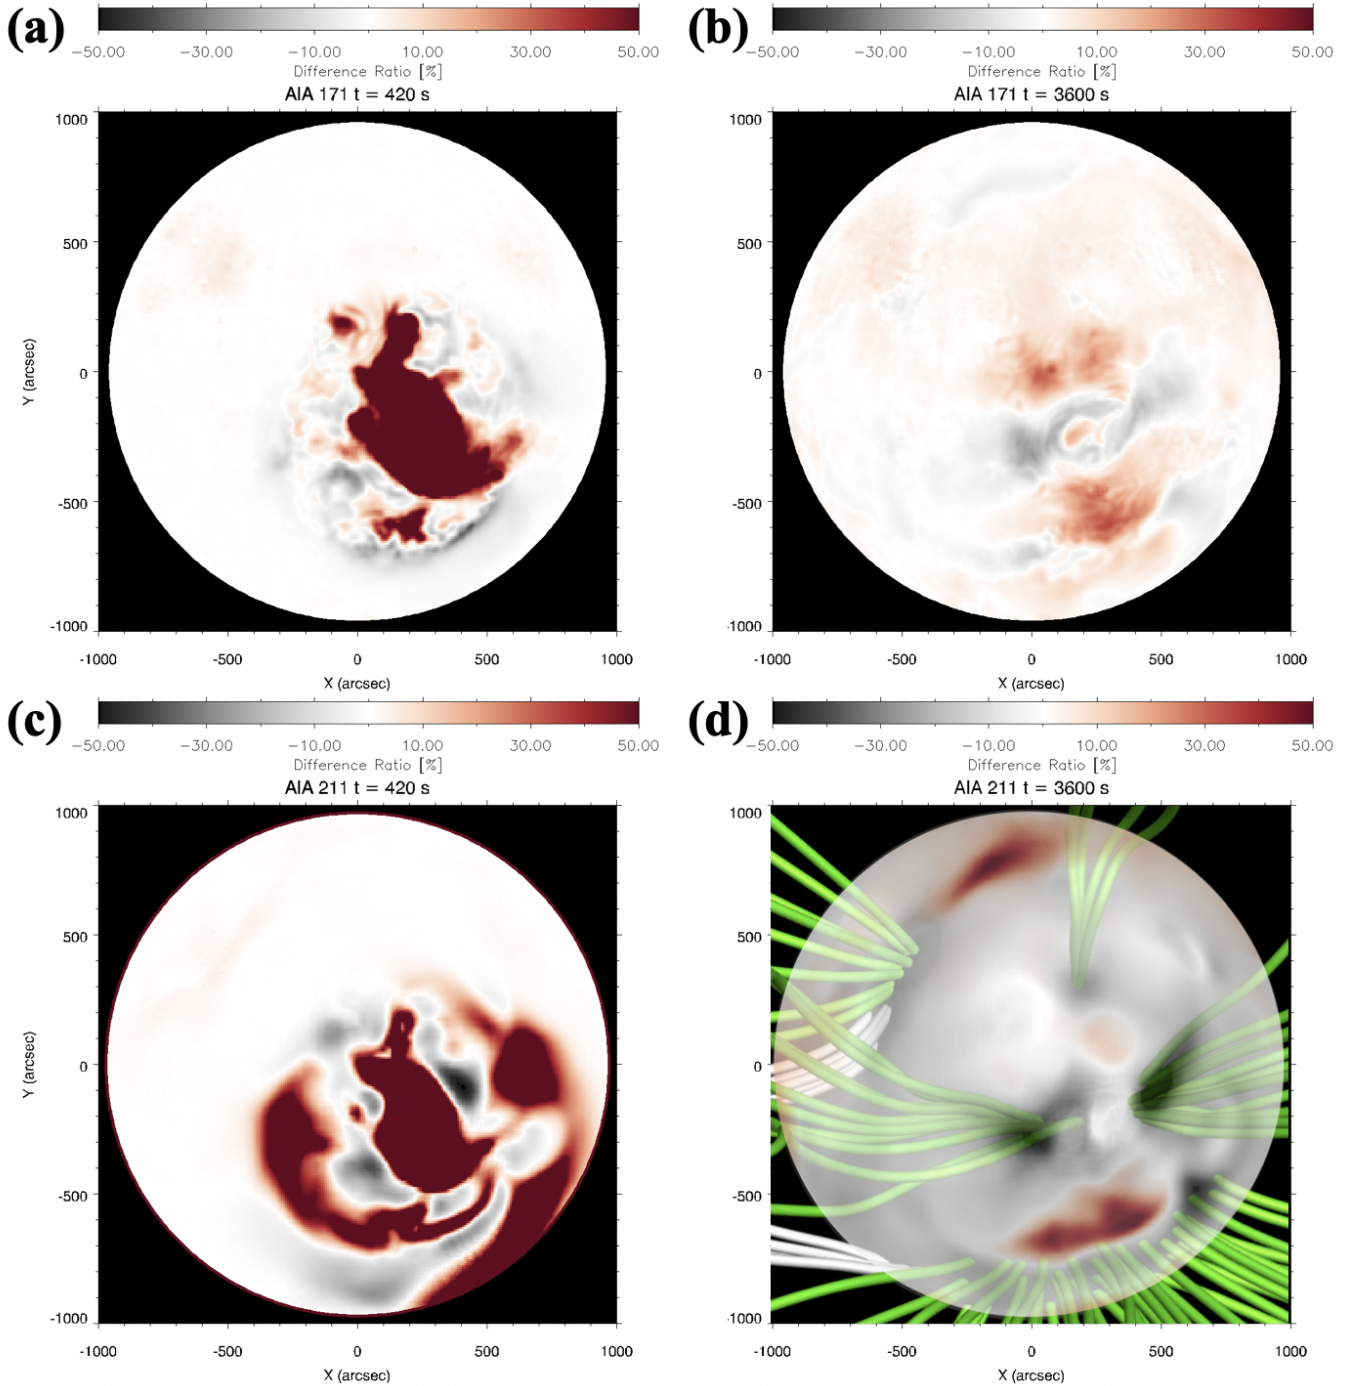 (a)
-50.00 -30.00 -10.00 10.00 30.00 50.00
Difference Ratio [%]
AIA 171 t = 420 s
1000
500
0
-500
-1000
Y (arcsec)
-1000 -500 0 500 1000
X (arcsec)
(b)
-50.00 -30.00 -10.00 10.00 30.00 50.00
Difference Ratio [%]
AIA 171 t = 3600 s
1000
500
0
-500
-1000
-1000 -500 0 500 1000
X (arcsec)
(c)
-50.00 -30.00 -10.00 10.00 30.00 50.00
Difference Ratio [%]
AIA 211 t = 420 s
1000
500
0
-500
-1000
Y (arcsec)
-1000 -500 0 500 1000
X (arcsec)
(d)
-50.00 -30.00 -10.00 10.00 30.00 50.00
Difference Ratio [%]
AIA 211 t = 3600 s
1000
500
0
-500
-1000
-1000 -500 0 500 1000
X (arcsec)